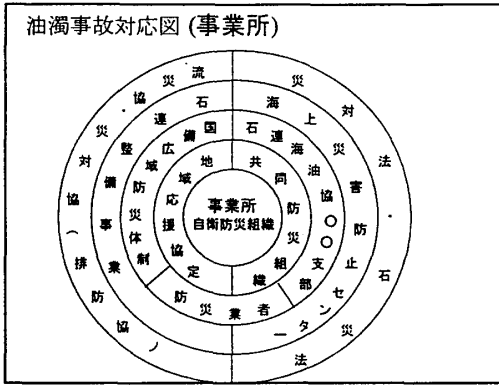 油濁事故対応図 (事業所)
事業所
自衛防災組織
共同防災組織
地域応援協定
石連海油協○○支部
国備広域防災体制
防災業者
海上災害防止センター
石連整備事業
災対法・石災法
流災協・災対協(排防協)